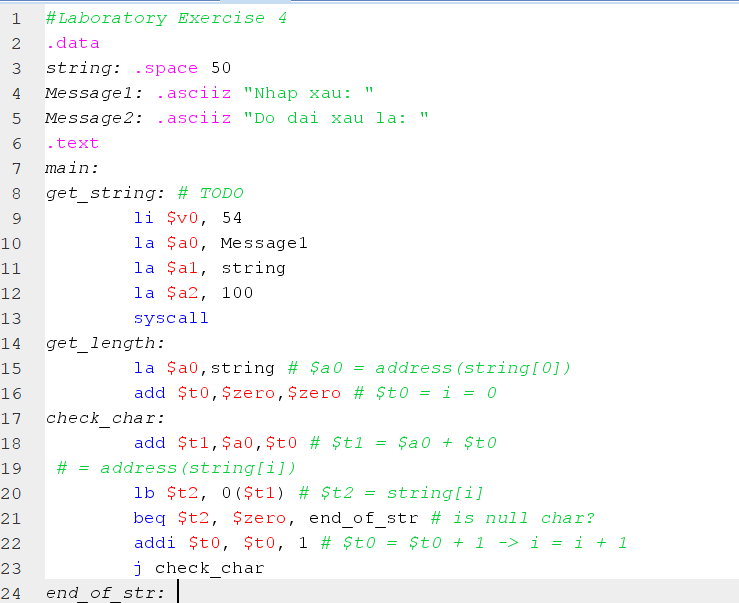 1 #Laboratory Exercise 4
2 .data
3 string: .space 50
4 Message1: .asciiz "Nhap xau: "
5 Message2: .asciiz "Do dai xau la: "
6 .text
7 main:
8 get_string: # TODO
9 li $v0, 54
10 la $a0, Message1
11 la $a1, string
12 la $a2, 100
13 syscall
14 get_length:
15 la $a0,string # $a0 = address(string[0])
16 add $t0,$zero,$zero # $t0 = i = 0
17 check_char:
18 add $t1,$a0,$t0 # $t1 = $a0 + $t0
19 # = address(string[i])
20 lb $t2, 0($t1) # $t2 = string[i]
21 beq $t2, $zero, end_of_str # is null char?
22 addi $t0, $t0, 1 # $t0 = $t0 + 1 -> i = i + 1
23 j check_char
24 end_of_str: